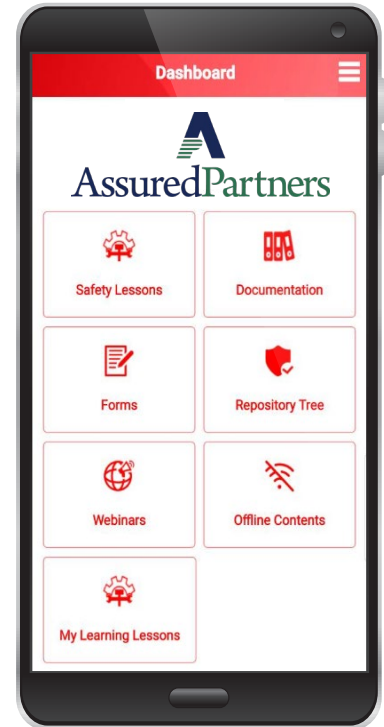 Dashboard
AssuredPartners
Safety Lessons
Documentation
Forms
Repository Tree
Webinars
Offline Contents
My Learning Lessons